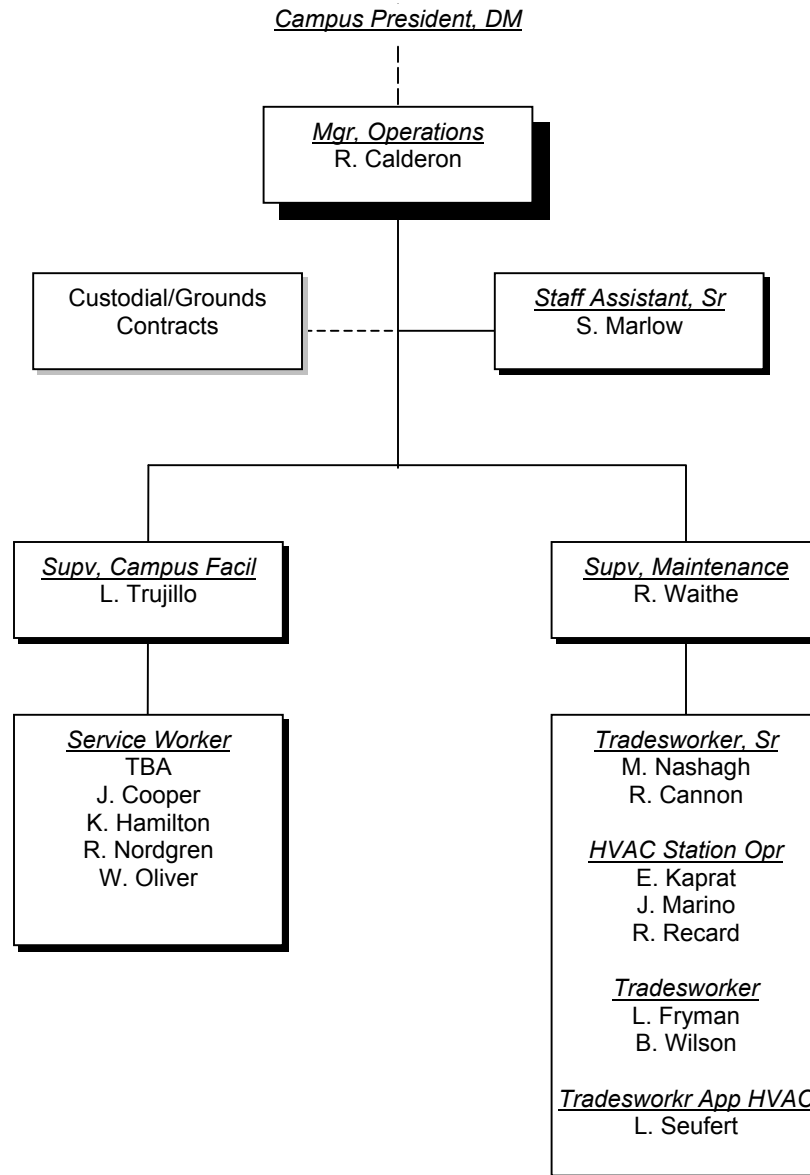 Campus President, DM
Mgr, Operations
R. Calderon
Custodial/Grounds
Contracts
Staff Assistant, Sr
S. Marlow
Supv, Campus Facil
L. Trujillo
Supv, Maintenance
R. Waithe
Service Worker
TBA
J. Cooper
K. Hamilton
R. Nordgren
W. Oliver
Tradesworker, Sr
M. Nashagh
R. Cannon
HVAC Station Opr
E. Kaprat
J. Marino
R. Recard
Tradesworker
L. Fryman
B. Wilson
Tradesworkr App HVAC
L. Seufert